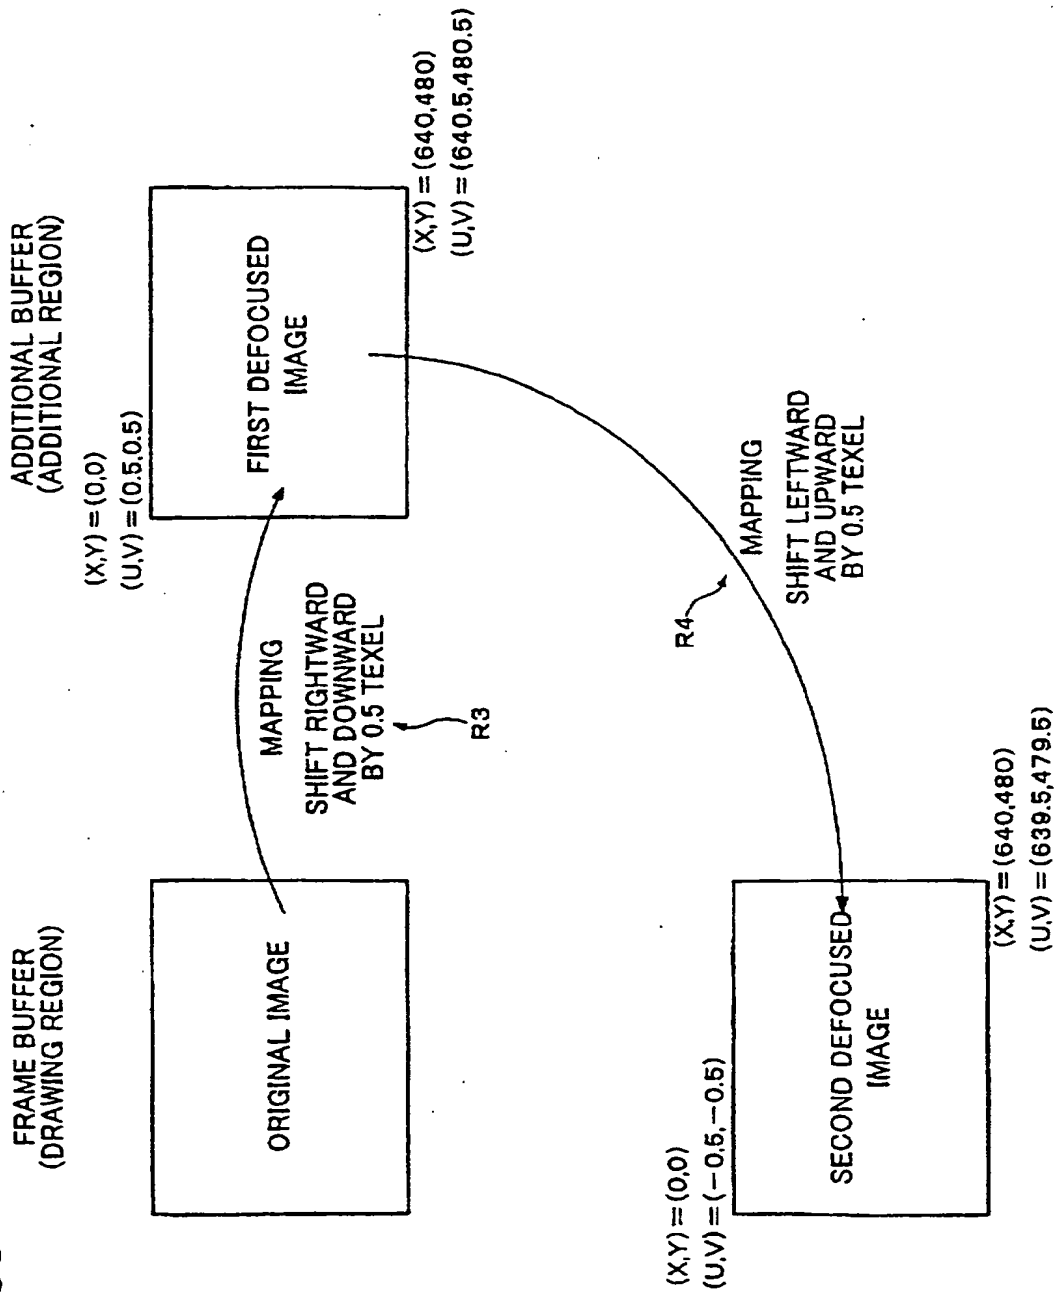 FRAME BUFFER
(DRAWING REGION)
ADDITIONAL BUFFER
(ADDITIONAL REGION)
(X,Y)=(0,0)
(U,V)=(0.5,0.5)
ORIGINAL IMAGE
MAPPING
SHIFT RIGHTWARD
AND DOWNWARD
BY 0.5 TEXEL
R3
FIRST DEFOCUSED
IMAGE
(X,Y)=(640,480)
(U,V)=(640.5,480.5)
R4
MAPPING
SHIFT LEFTWARD
AND UPWARD
BY 0.5 TEXEL
(X,Y)=(0,0)
(U,V)=(-0.5,-0.5)
SECOND DEFOCUSED
IMAGE
(X,Y)=(640,480)
(U,V)=(639.5,479.5)